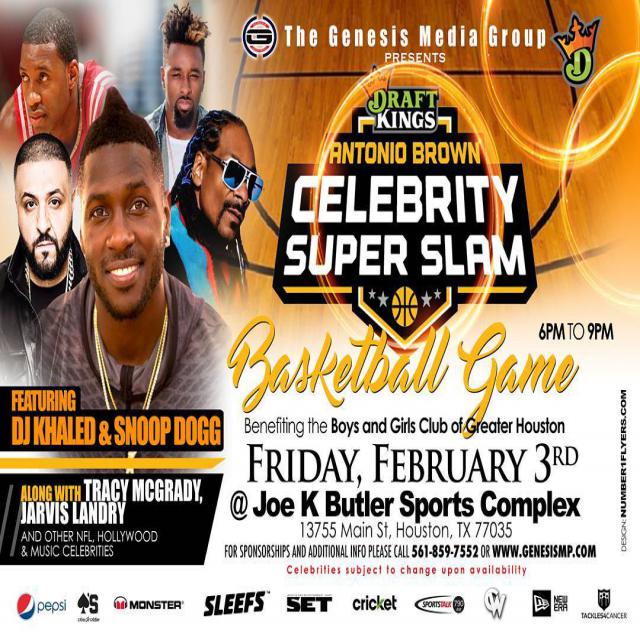 G The Genesis Media Group
PRESENTS
DRAFT
KINGS
ANTONIO BROWN
CELEBRITY
SUPER SLAM
6PM TO 9PM
Basketball Game
Benefiting the Boys and Girls Club of Greater Houston
FEATURING
DJ KHALED & SNOOP DOGG
FRIDAY, FEBRUARY 3RD
@ Joe K Butler Sports Complex
13755 Main St, Houston, TX 77035
ALONG WITH TRACY MCGRADY,
JARVIS LANDRY
AND OTHER NFL, HOLLYWOOD
& MUSIC CELEBRITIES
FOR SPONSORSHIPS AND ADDITIONAL INFO PLEASE CALL 561-859-7552 OR WWW.GENESISMP.COM
Celebrities subject to change upon availability
DESIGN: NUMBER1FLYERS.COM
pepsi
MONSTER
SLEEFS
SET
cricket
SPORTSTALK 790
NEW
ERA
TACKLES4CANCER